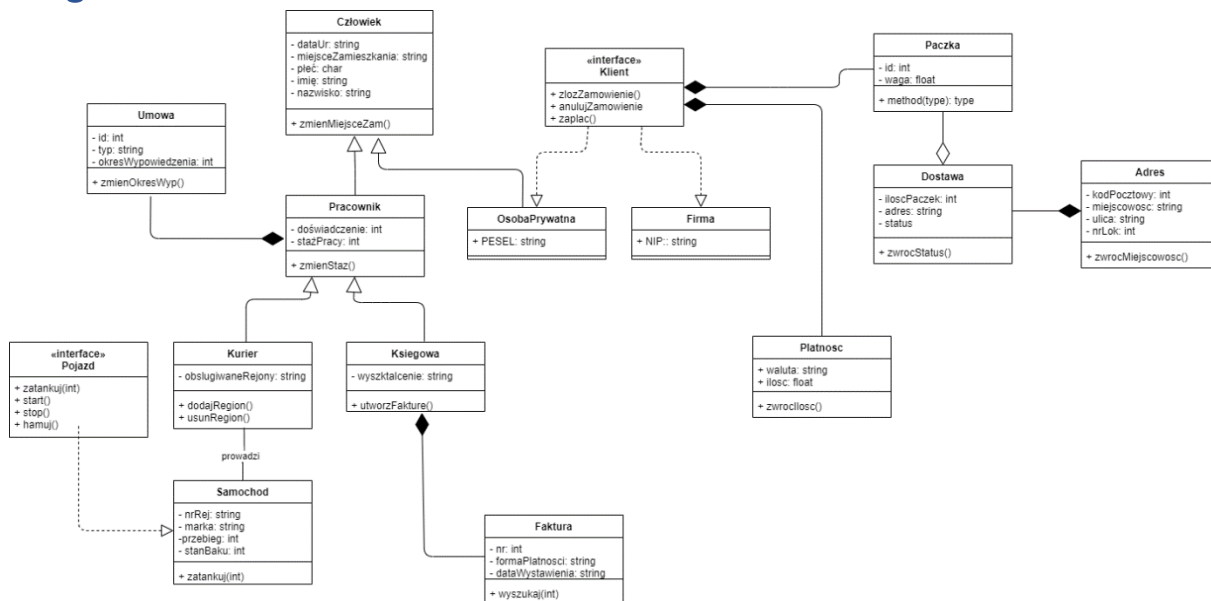 Człowiek
- dataUr: string
- miejsceZamieszkania: string
- płeć: char
- imię: string
- nazwisko: string
+ zmienMiejsceZam()
«interface»
Klient
+ zlozZamowienie()
+ anulujZamowienie
+ zaplac()
Paczka
- id: int
- waga: float
+ method(type): type
Umowa
- id: int
- typ: string
- okresWypowiedzenia: int
+ zmienOkresWyp()
Pracownik
- doświadczenie: int
- stażPracy: int
+ zmienStaz()
OsobaPrywatna
+ PESEL: string
Firma
+ NIP:: string
Dostawa
- iloscPaczek: int
- adres: string
- status
+ zwrocStatus()
Adres
- kodPocztowy: int
- miejscowosc: string
- ulica: string
- nrLok: int
+ zwrocMiejscowosc()
«interface»
Pojazd
+ zatankuj(int)
+ start()
+ stop()
+ hamuj()
Kurier
- obslugiwaneRejony: string
+ dodajRegion()
+ usunRegion()
Ksiegowa
- wyszktalcenie: string
+ utworzFakture()
Platnosc
+ waluta: string
+ ilosc: float
+ zwrocIlosc()
prowadzi
Samochod
- nrRej: string
- marka: string
-przebieg: int
- stanBaku: int
+ zatankuj(int)
Faktura
- nr: int
- formaPlatnosci: string
- dataWystawienia: string
+ wyszukaj(int)